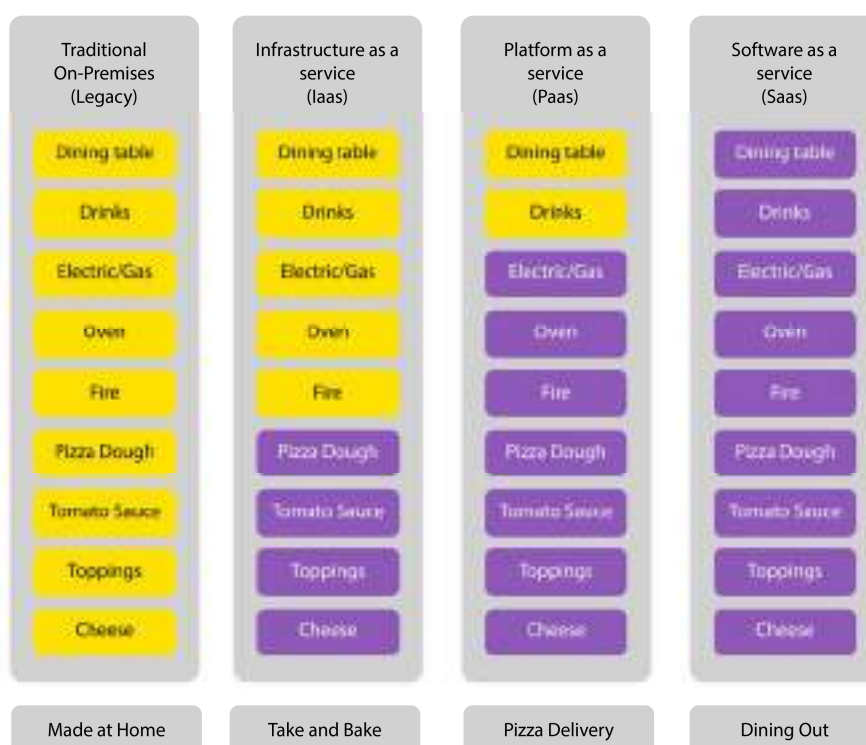 Traditional
On-Premises
(Legacy)
Dining table
Drinks
Electric/Gas
Oven
Fire
Pizza Dough
Tomato Sauce
Toppings
Cheese
Made at Home
Infrastructure as a
service
(Iaas)
Dining table
Drinks
Electric/Gas
Oven
Fire
Pizza Dough
Tomato Sauce
Toppings
Cheese
Take and Bake
Platform as a
service
(Paas)
Dining table
Drinks
Electric/Gas
Oven
Fire
Pizza Dough
Tomato Sauce
Toppings
Cheese
Pizza Delivery
Software as a
service
(Saas)
Dining table
Drinks
Electric/Gas
Oven
Fire
Pizza Dough
Tomato Sauce
Toppings
Cheese
Dining Out